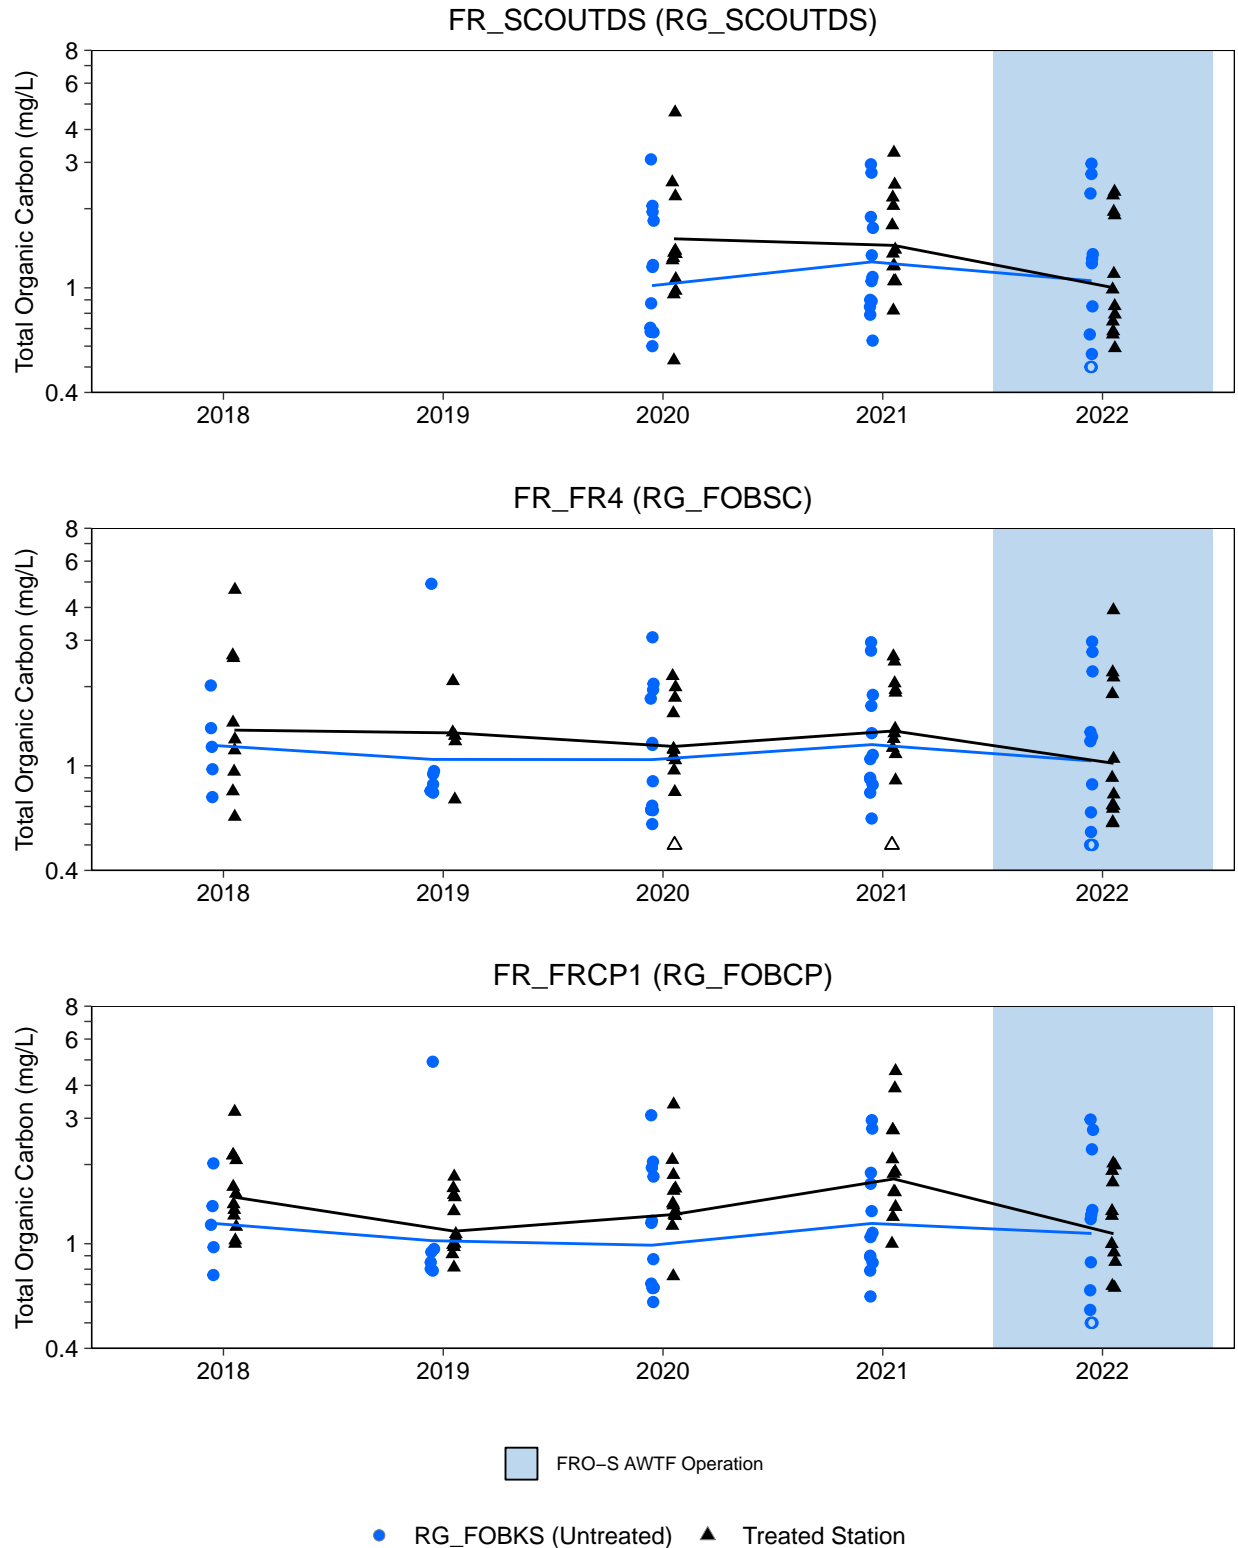 FR_SCOUTDS (RG_SCOUTDS)
Total Organic Carbon (mg/L)
8
6
4
3
1
0.4
2018 2019 2020 2021 2022
FR_FR4 (RG_FOBSC)
Total Organic Carbon (mg/L)
8
6
4
3
1
0.4
2018 2019 2020 2021 2022
FR_FRCP1 (RG_FOBCP)
Total Organic Carbon (mg/L)
8
6
4
3
1
0.4
2018 2019 2020 2021 2022
FRO−S AWTF Operation
RG_FOBKS (Untreated) Treated Station